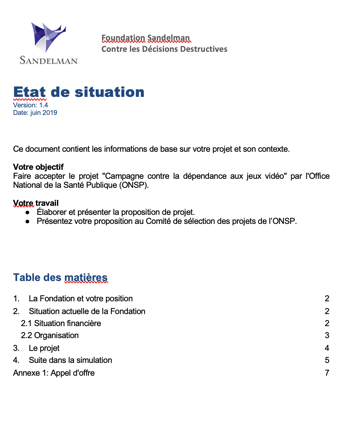 SANDELMAN
Foundation Sandelman
Contre les Décisions Destructives
Etat de situation
Version: 1.4
Date: juin 2019
Ce document contient les informations de base sur votre projet et son contexte.
Votre objectif
Faire accepter le projet "Campagne contre la dépendance aux jeux vidéo" par l'Office
National de la Santé Publique (ONSP).
Votre travail
● Élaborer et présenter la proposition de projet.
● Présentez votre proposition au Comité de sélection des projets de l'ONSP.
Table des matières
1. La Fondation et votre position 2
2. Situation actuelle de la Fondation 2
2.1 Situation financière 2
2.2 Organisation 3
3. Le projet 4
4. Suite dans la simulation 5
Annexe 1: Appel d'offre 7